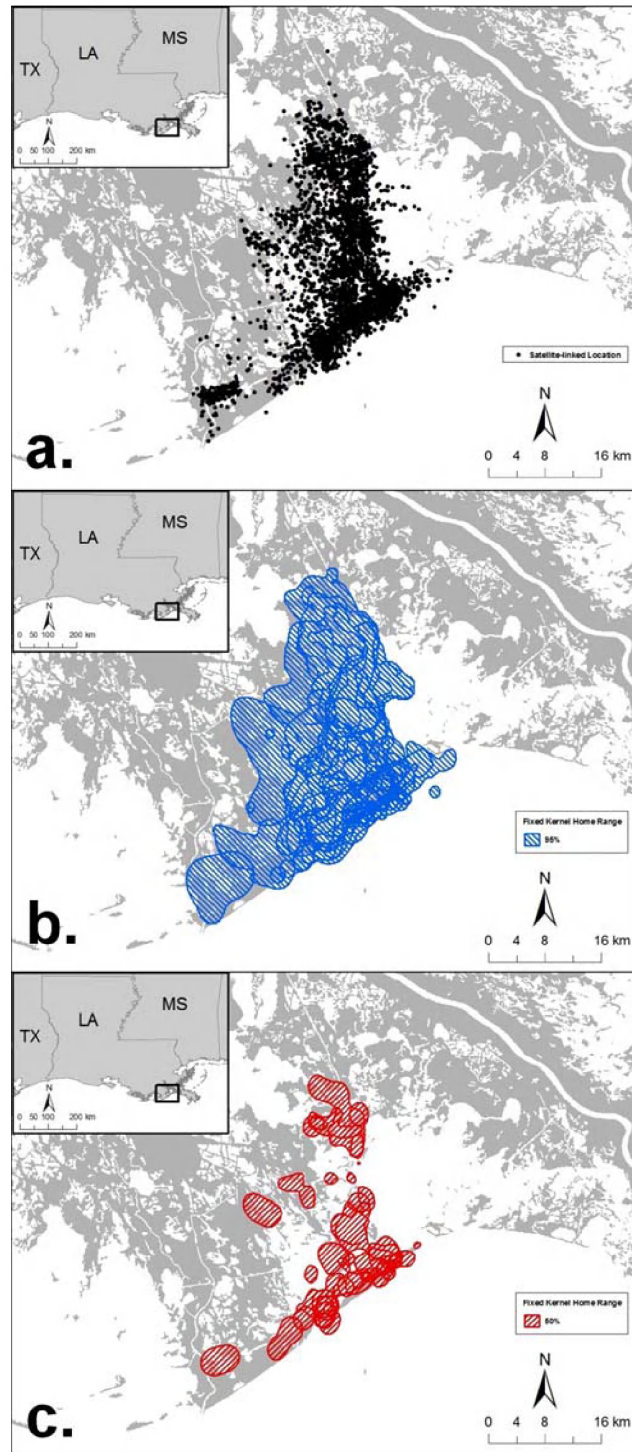 TX LA MS
N
0 50 100 200 km
Satellite-linked Location
N
0 4 8 16 km
a.
TX LA MS
N
0 50 100 200 km
Fixed Kernel Home Range
95%
N
0 4 8 16 km
b.
TX LA MS
N
0 50 100 200 km
Fixed Kernel Home Range
50%
N
0 4 8 16 km
c.